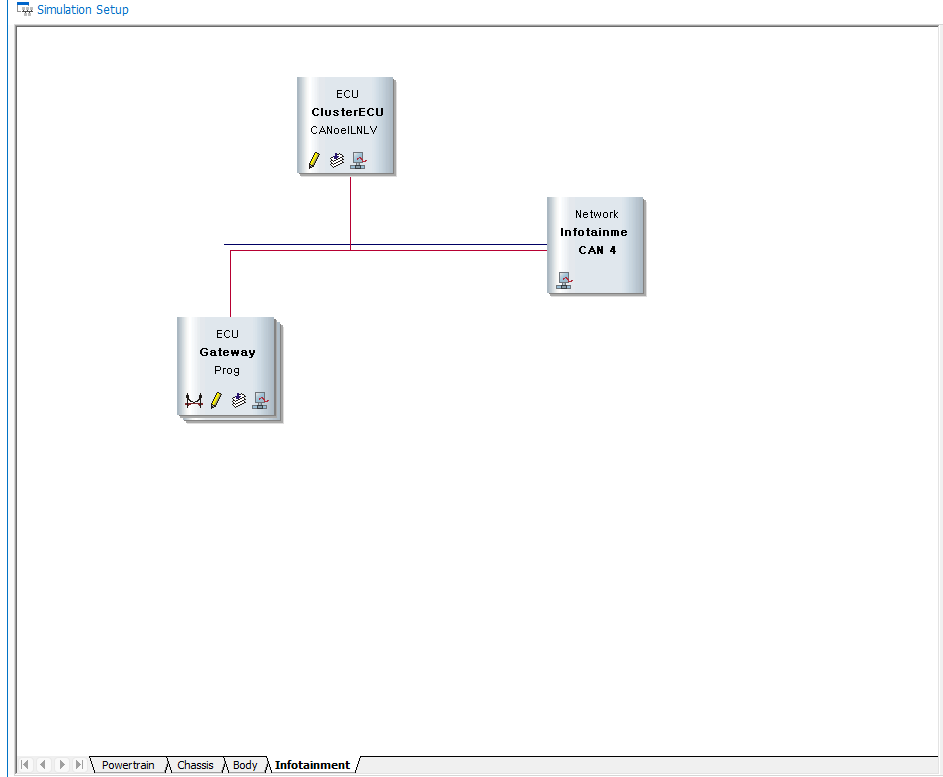 Simulation Setup
ECU
ClusterECU
CANoeILNLV
Network
Infotainme
CAN 4
ECU
Gateway
Prog
Powertrain
Chassis
Body
Infotainment